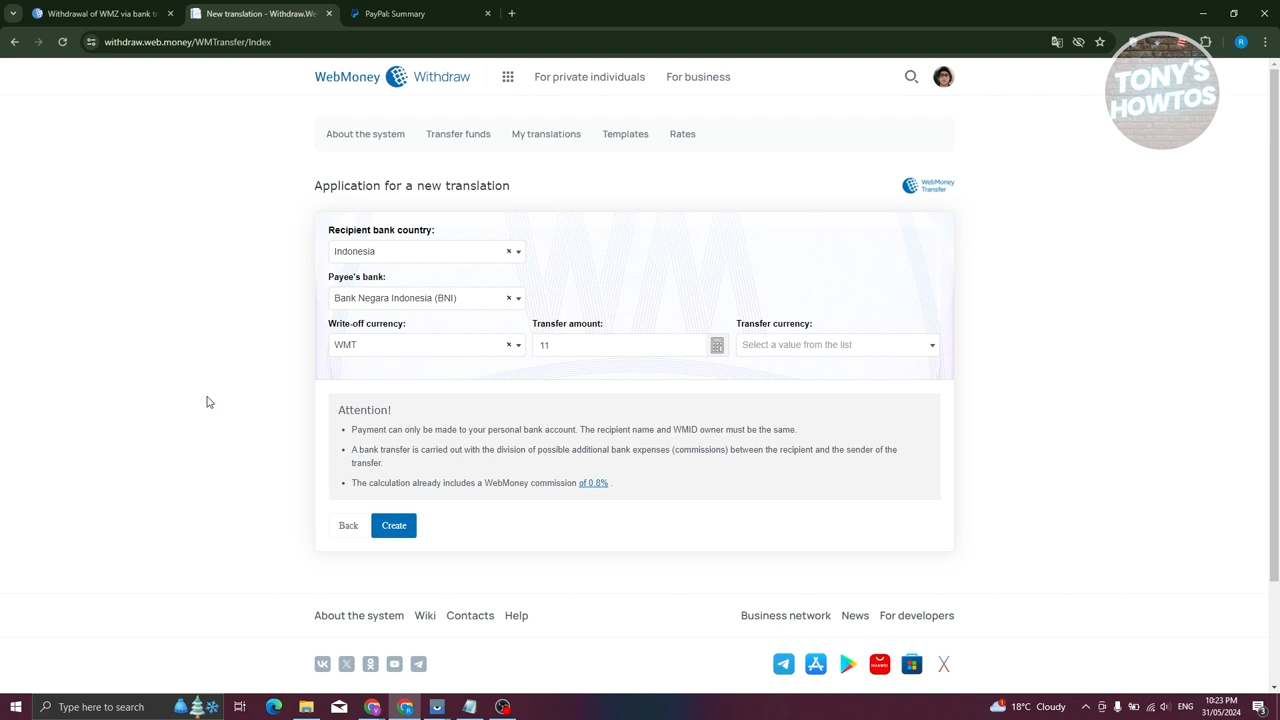 Withdrawal of WMZ via bank tr
New translation - Withdraw.We
PayPal: Summary
withdraw.web.money/WMTransfer/Index
R
WebMoney Withdraw
For private individuals
For business
TONY'S
HOWTOS
About the system
Transfer funds
My translations
Templates
Rates
Application for a new translation
WebMoney
Transfer
Recipient bank country:
Indonesia
Payee's bank:
Bank Negara Indonesia (BNI)
Write-off currency:
Transfer amount:
Transfer currency:
WMT
11
Select a value from the list
Attention!
Payment can only be made to your personal bank account. The recipient name and WMID owner must be the same.
A bank transfer is carried out with the division of possible additional bank expenses (commissions) between the recipient and the sender of the
transfer.
The calculation already includes a WebMoney commission of 0.8% .
Back
Create
About the system
Wiki
Contacts
Help
Business network
News
For developers
HUAWEI
Type here to search
18°C Cloudy
ENG
10:23 PM
31/05/2024